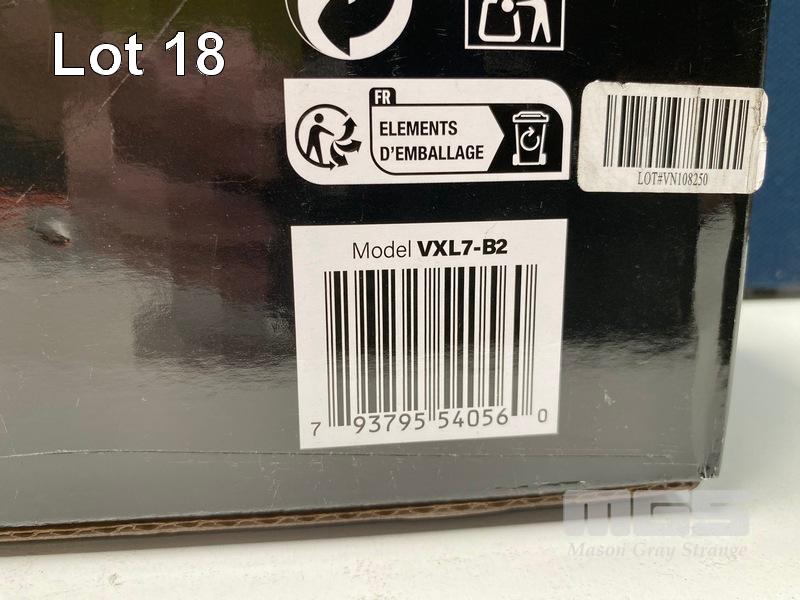 Lot 18
FR
ELEMENTS
D'EMBALLAGE
LOT#VN108250
Model VXL7-B2
7 93795 54056 0
MGS
Mason Gray Strange